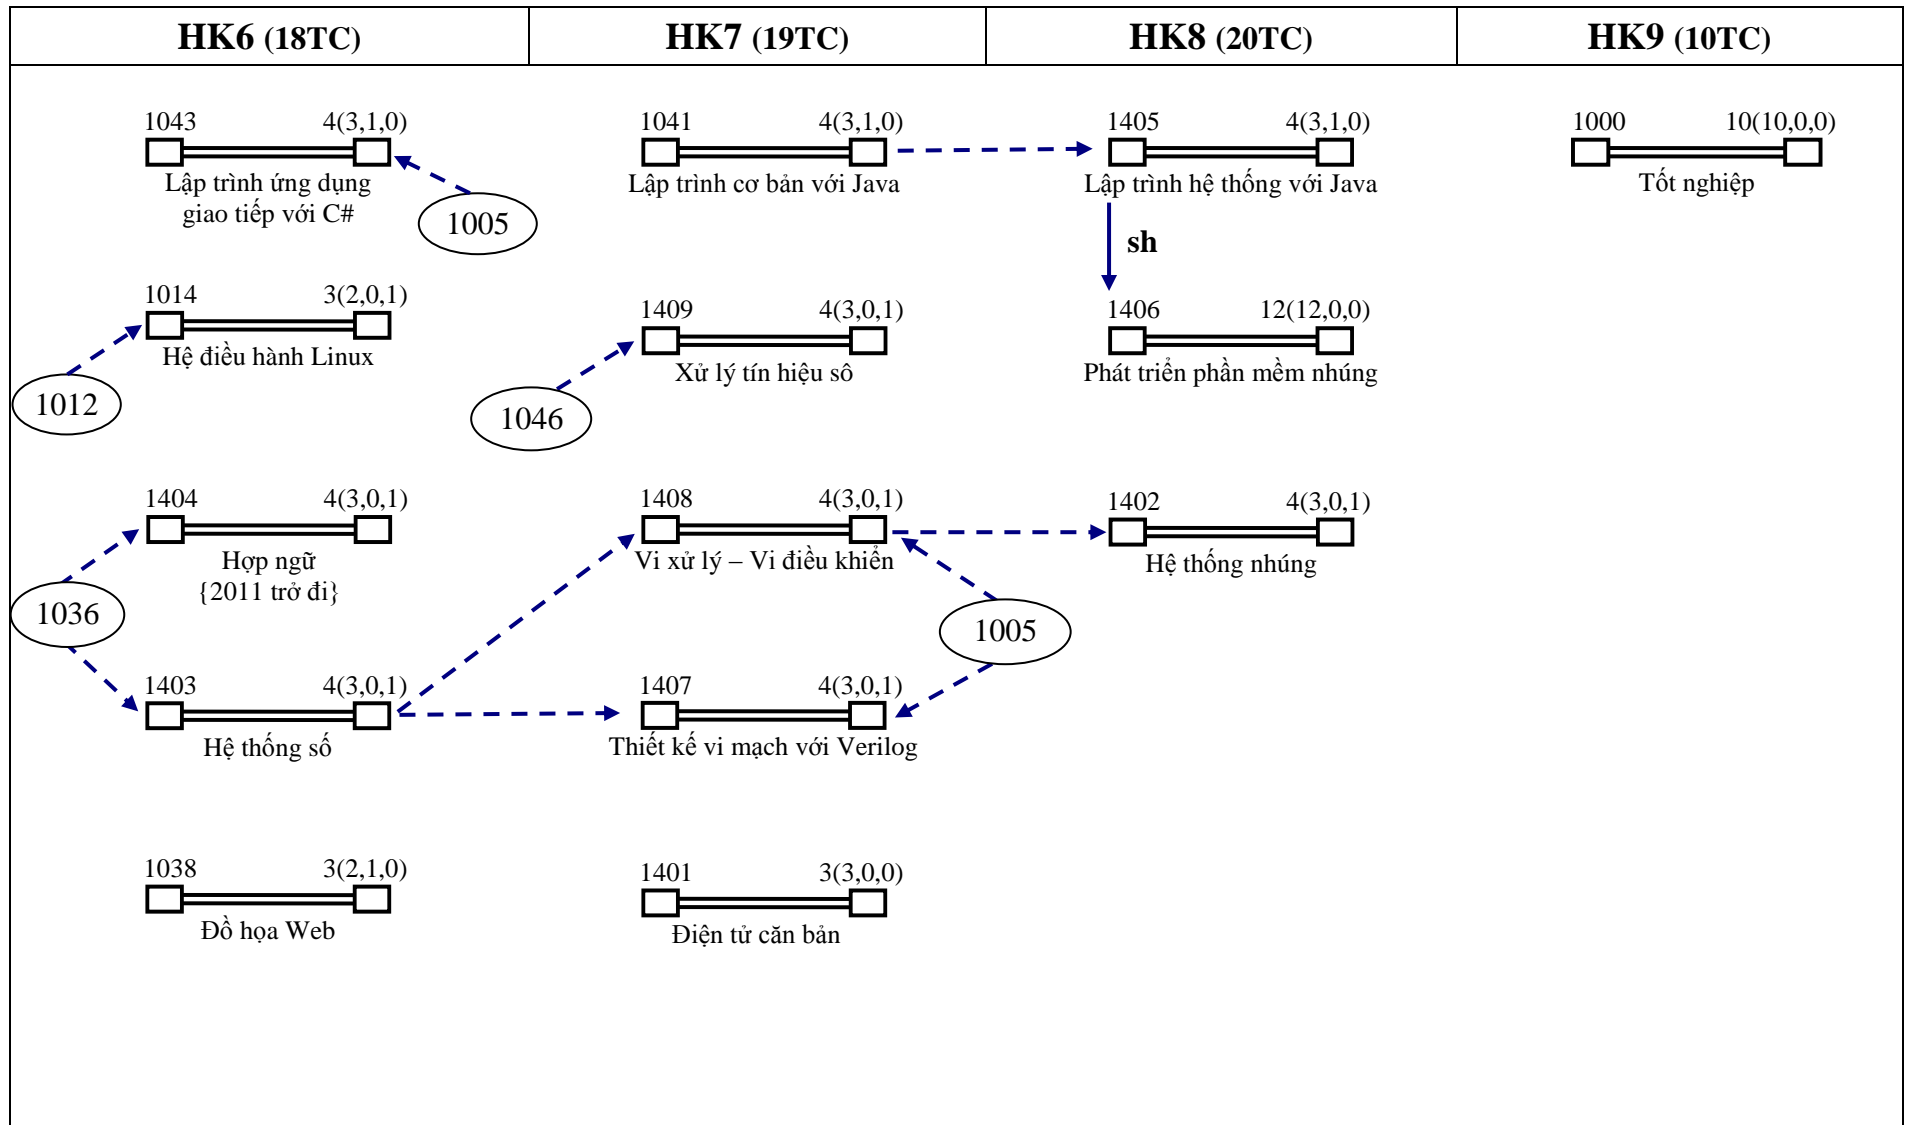 HK6 (18TC)
HK7 (19TC)
HK8 (20TC)
HK9 (10TC)
1043 4(3,1,0)
Lập trình ứng dụng
giao tiếp với C#
1005
1041 4(3,1,0)
Lập trình cơ bản với Java
1405 4(3,1,0)
Lập trình hệ thống với Java
sh
1000 10(10,0,0)
Tốt nghiệp
1014 3(2,0,1)
Hệ điều hành Linux
1012
1409 4(3,0,1)
Xử lý tín hiệu sô
1046
1406 12(12,0,0)
Phát triển phần mềm nhúng
1404 4(3,0,1)
Hợp ngữ
{2011 trở đi}
1036
1408 4(3,0,1)
Vi xử lý – Vi điều khiển
1402 4(3,0,1)
Hệ thống nhúng
1005
1403 4(3,0,1)
Hệ thống số
1407 4(3,0,1)
Thiết kế vi mạch với Verilog
1038 3(2,1,0)
Đồ họa Web
1401 3(3,0,0)
Điện tử căn bản